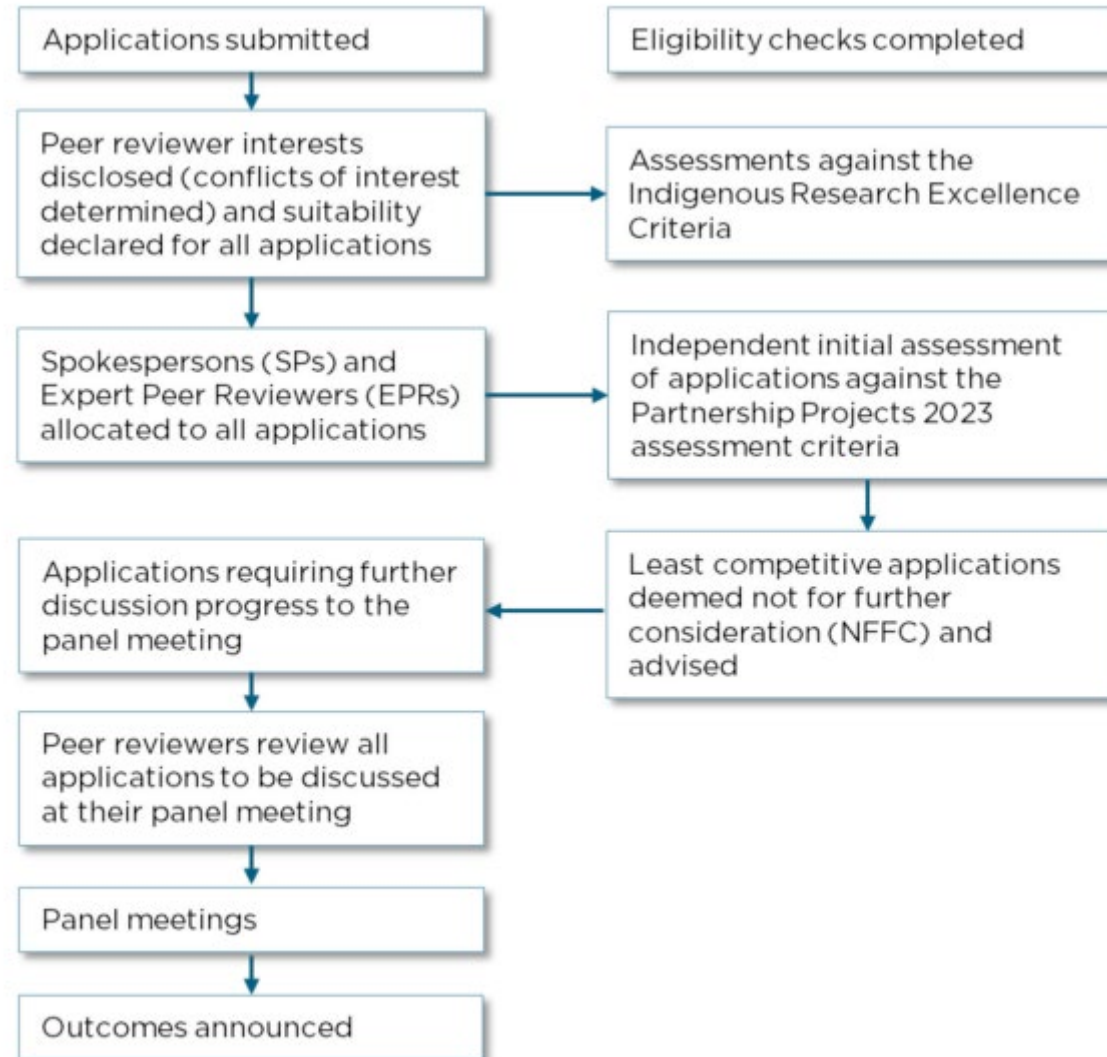 Applications submitted
Eligibility checks completed
Peer reviewer interests
disclosed (conflicts of interest
determined) and suitability
declared for all applications
Assessments against the
Indigenous Research Excellence
Criteria
Spokespersons (SPs) and
Expert Peer Reviewers (EPRs)
allocated to all applications
Independent initial assessment
of applications against the
Partnership Projects 2023
assessment criteria
Least competitive applications
deemed not for further
consideration (NFFC) and
advised
Applications requiring further
discussion progress to the
panel meeting
Peer reviewers review all
applications to be discussed
at their panel meeting
Panel meetings
Outcomes announced